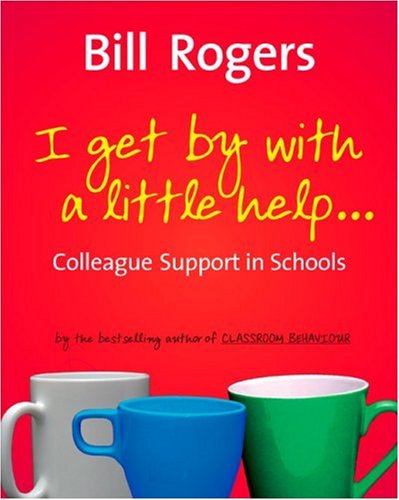 Bill Rogers
I get by with
a little help...
Colleague Support in Schools
by the bestselling author of CLASSROOM BEHAVIOUR